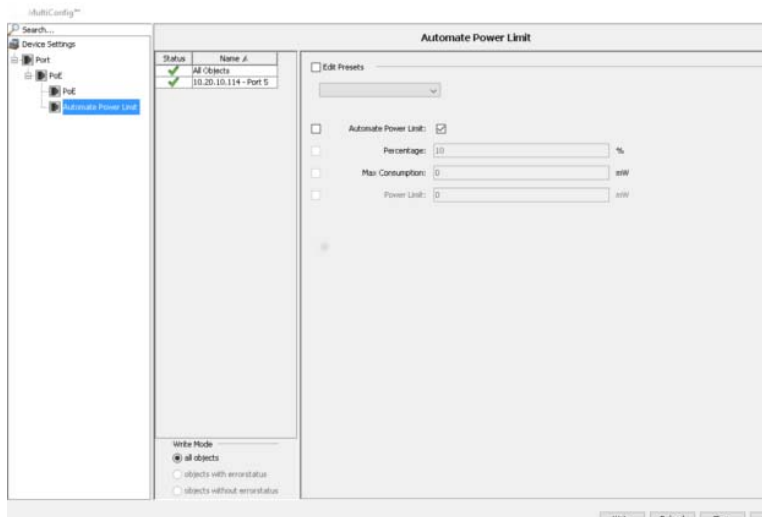 MultiConfig™
Search...
Device Settings
Port
PoE
PoE
Automate Power Limit
Status Name
All Objects
10.20.10.114 - Port 5
Write Mode
all objects
objects with errorstatus
objects without errorstatus
Automate Power Limit
Edit Presets
Automate Power Limit:
Percentage: 10 %
Max Consumption: 0 mW
Power Limit: 0 mW